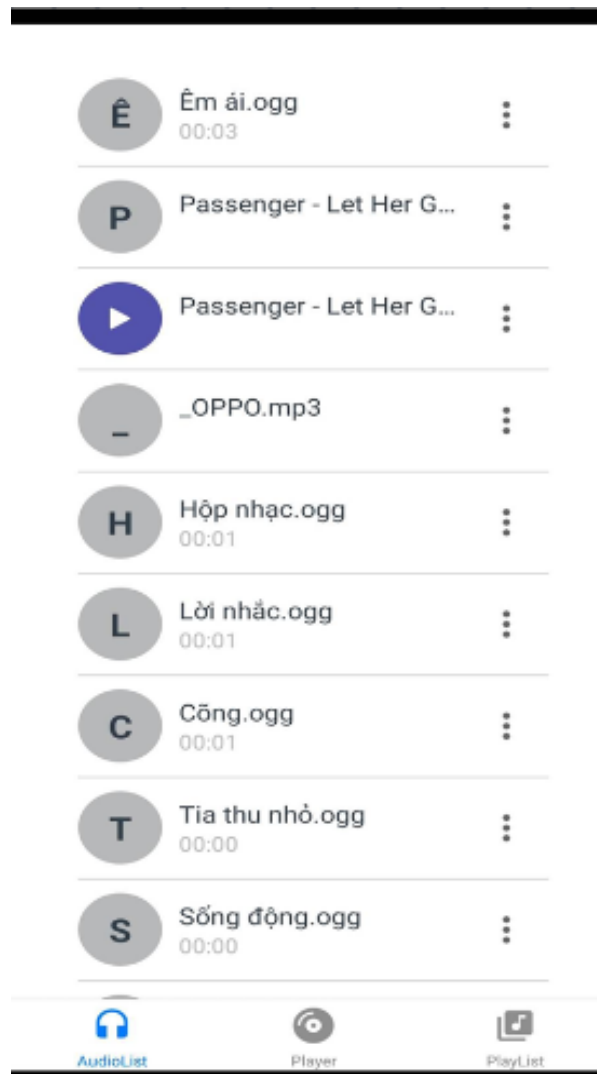 Ê
Êm ái.ogg
00:03
P
Passenger - Let Her G...
Passenger - Let Her G...
_
_OPPO.mp3
H
Hộp nhạc.ogg
00:01
L
Lời nhắc.ogg
00:01
C
Cõng.ogg
00:01
T
Tia thu nhỏ.ogg
00:00
S
Sống động.ogg
00:00
AudioList
Player
PlayList